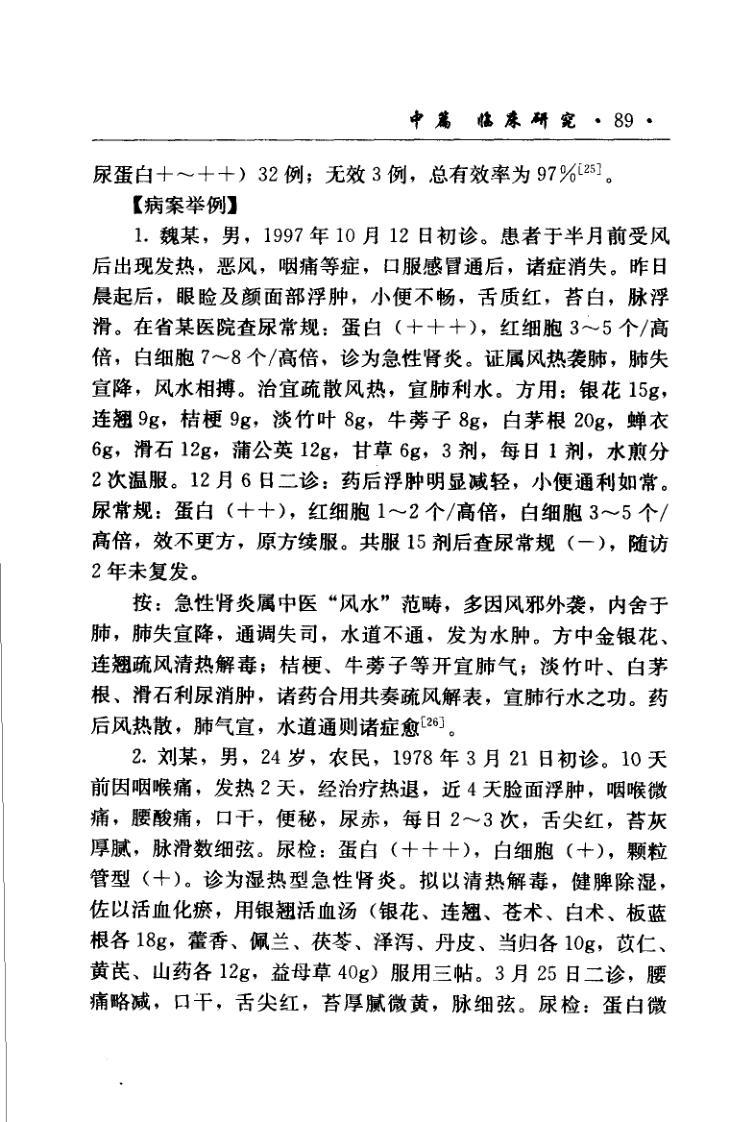 中篇 临床研究 · 89 ·
尿蛋白＋～＋＋）32 例；无效 3 例，总有效率为 97％[25]。
【病案举例】
1. 魏某，男，1997 年 10 月 12 日初诊。患者于半月前受风
后出现发热，恶风，咽痛等症，口服感冒通后，诸症消失。昨日
晨起后，眼睑及颜面部浮肿，小便不畅，舌质红，苔白，脉浮
滑。在省某医院查尿常规：蛋白（＋＋＋），红细胞 3～5 个/高
倍，白细胞 7～8 个/高倍，诊为急性肾炎。证属风热袭肺，肺失
宣降，风水相搏。治宜疏散风热，宣肺利水。方用：银花 15g，
连翘 9g，桔梗 9g，淡竹叶 8g，牛蒡子 8g，白茅根 20g，蝉衣
6g，滑石 12g，蒲公英 12g，甘草 6g，3 剂，每日 1 剂，水煎分
2 次温服。12 月 6 日二诊：药后浮肿明显减轻，小便通利如常。
尿常规：蛋白（＋＋），红细胞 1～2 个/高倍，白细胞 3～5 个/
高倍，效不更方，原方续服。共服 15 剂后查尿常规（－），随访
2 年未复发。
按：急性肾炎属中医“风水”范畴，多因风邪外袭，内舍于
肺，肺失宣降，通调失司，水道不通，发为水肿。方中金银花、
连翘疏风清热解毒；桔梗、牛蒡子等开宣肺气；淡竹叶、白茅
根、滑石利尿消肿，诸药合用共奏疏风解表，宣肺行水之功。药
后风热散，肺气宣，水道通则诸症愈[26]。
2. 刘某，男，24 岁，农民，1978 年 3 月 21 日初诊。10 天
前因咽喉痛，发热 2 天，经治疗热退，近 4 天脸面浮肿，咽喉微
痛，腰酸痛，口干，便秘，尿赤，每日 2～3 次，舌尖红，苔灰
厚腻，脉滑数细弦。尿检：蛋白（＋＋＋），白细胞（＋），颗粒
管型（＋）。诊为湿热型急性肾炎。拟以清热解毒，健脾除湿，
佐以活血化瘀，用银翘活血汤（银花、连翘、苍术、白术、板蓝
根各 18g，藿香、佩兰、茯苓、泽泻、丹皮、当归各 10g，苡仁、
黄芪、山药各 12g，益母草 40g）服用三帖。3 月 25 日二诊，腰
痛略减，口干，舌尖红，苔厚腻微黄，脉细弦。尿检：蛋白微